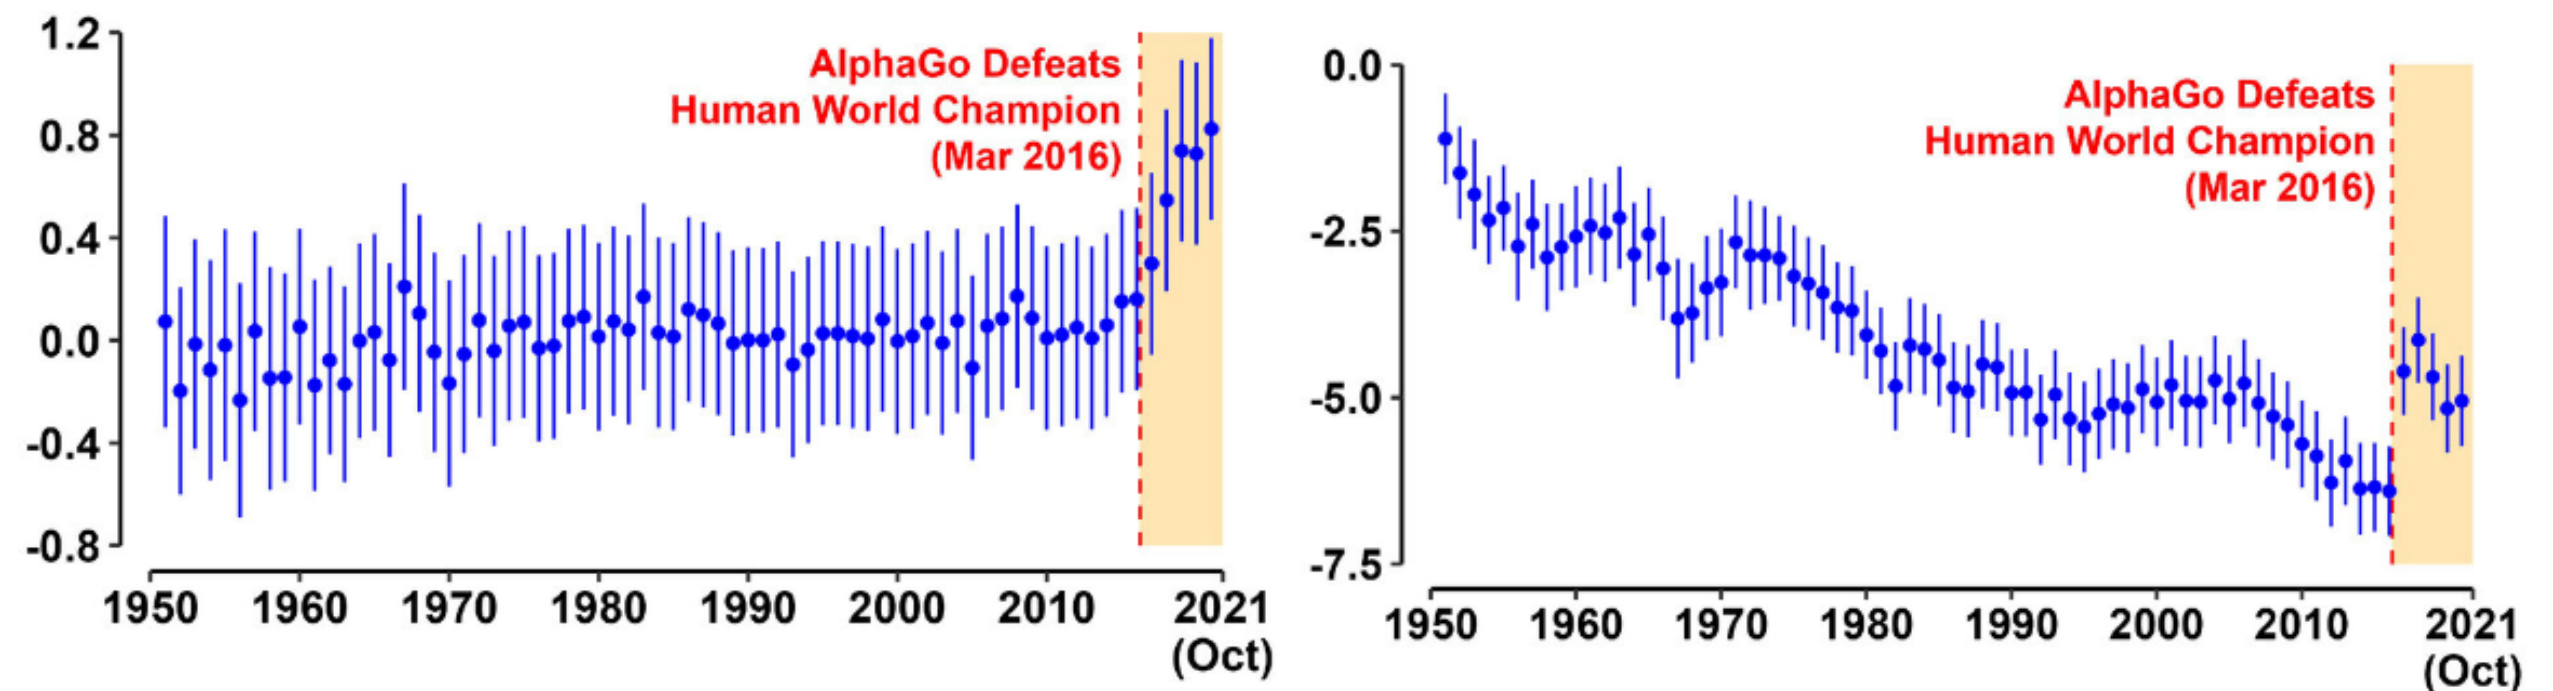 1.2
0.8
0.4
0.0
-0.4
-0.8
AlphaGo Defeats
Human World Champion
(Mar 2016)
1950 1960 1970 1980 1990 2000 2010 2021
(Oct)
0.0
-2.5
-5.0
-7.5
AlphaGo Defeats
Human World Champion
(Mar 2016)
1950 1960 1970 1980 1990 2000 2010 2021
(Oct)